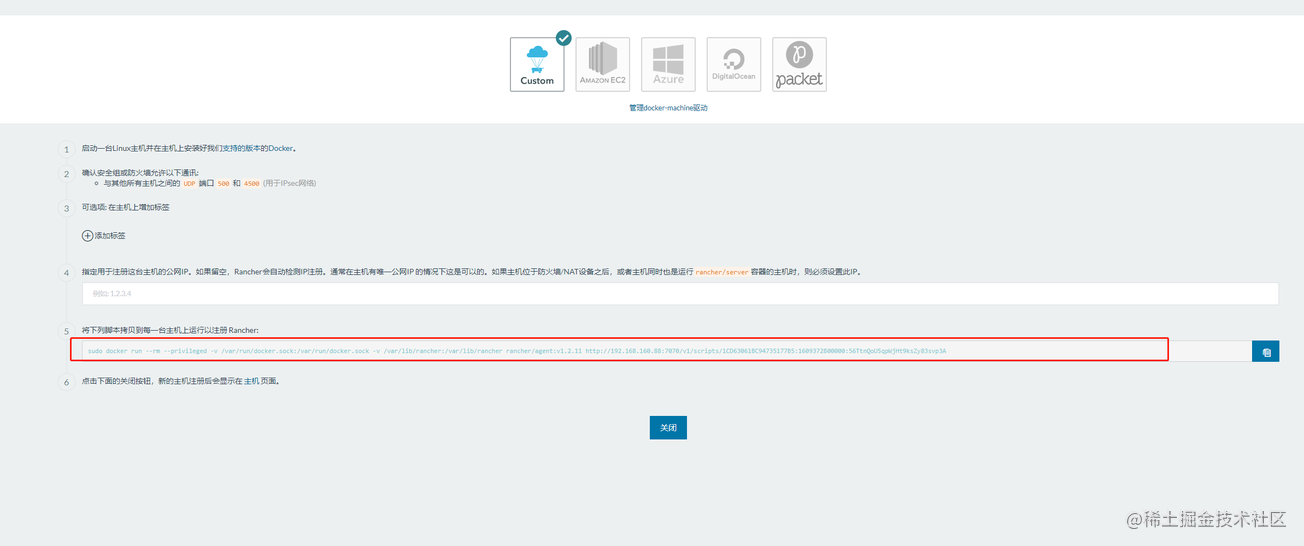 Custom
AMAZON EC2
Azure
DigitalOcean
packet
管理docker-machine驱动
1 启动一台Linux主机并在主机上安装好我们支持的版本的Docker。
2 确认安全组或防火墙允许以下通讯:
与其他所有主机之间的 UDP 端口 500 和 4500 (用于IPsec网络)
3 可选项: 在主机上增加标签
添加标签
4 指定用于注册这台主机的公网IP。如果留空，Rancher会自动检测IP注册。通常在主机有唯一公网IP 的情况下这是可以的。如果主机位于防火墙/NAT设备之后，或者主机同时也是运行 rancher/server 容器的主机时，则必须设置此IP。
例如: 1.2.3.4
5 将下列脚本拷贝到每一台主机上运行以注册 Rancher:
sudo docker run --rm --privileged -v /var/run/docker.sock:/var/run/docker.sock -v /var/lib/rancher:/var/lib/rancher rancher/agent:v1.2.11
6 点击下面的关闭按钮，新的主机注册后会显示在 主机 页面。
关闭
@稀土掘金技术社区